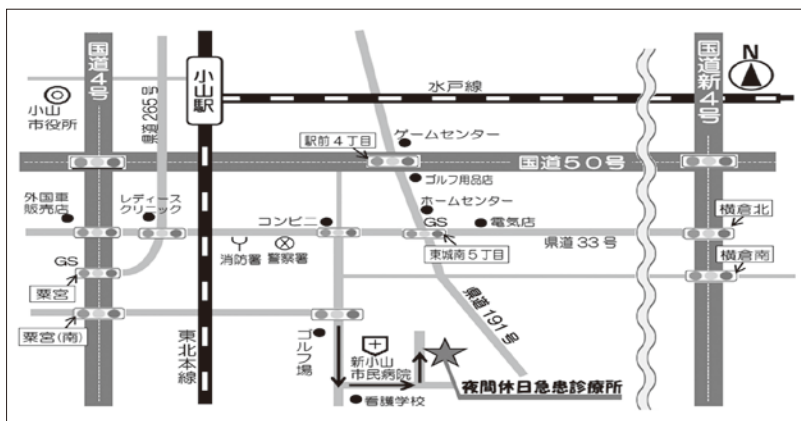 国道4号
県道265号
小山駅
水戸線
国道新4号
N
小山
市役所
駅前4丁目
ゲームセンター
国道50号
ゴルフ用品店
外国車
販売店
レディース
クリニック
ホームセンター
コンビニ
GS
電気店
横倉北
県道33号
消防署
警察署
東城南5丁目
GS
横倉南
粟宮
粟宮(南)
県道191号
東北本線
ゴルフ場
新小山
市民病院
夜間休日急患診療所
看護学校